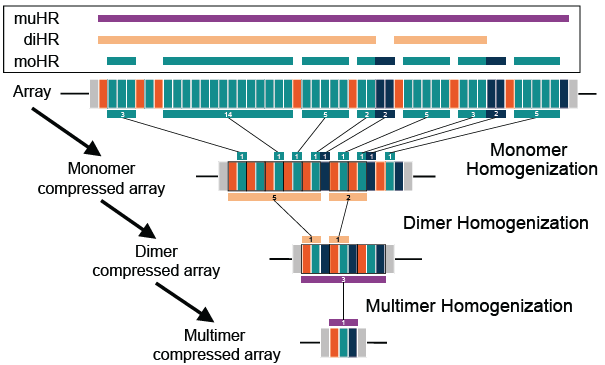 muHR
diHR
moHR
Array
3 14 5 2 2 5 3 2 5
1 1 1 1 1 1 1 1 1
Monomer
Homogenization
Monomer
compressed array
5 2
Dimer Homogenization
1 1
Dimer
compressed array
3
Multimer Homogenization
1
Multimer
compressed array